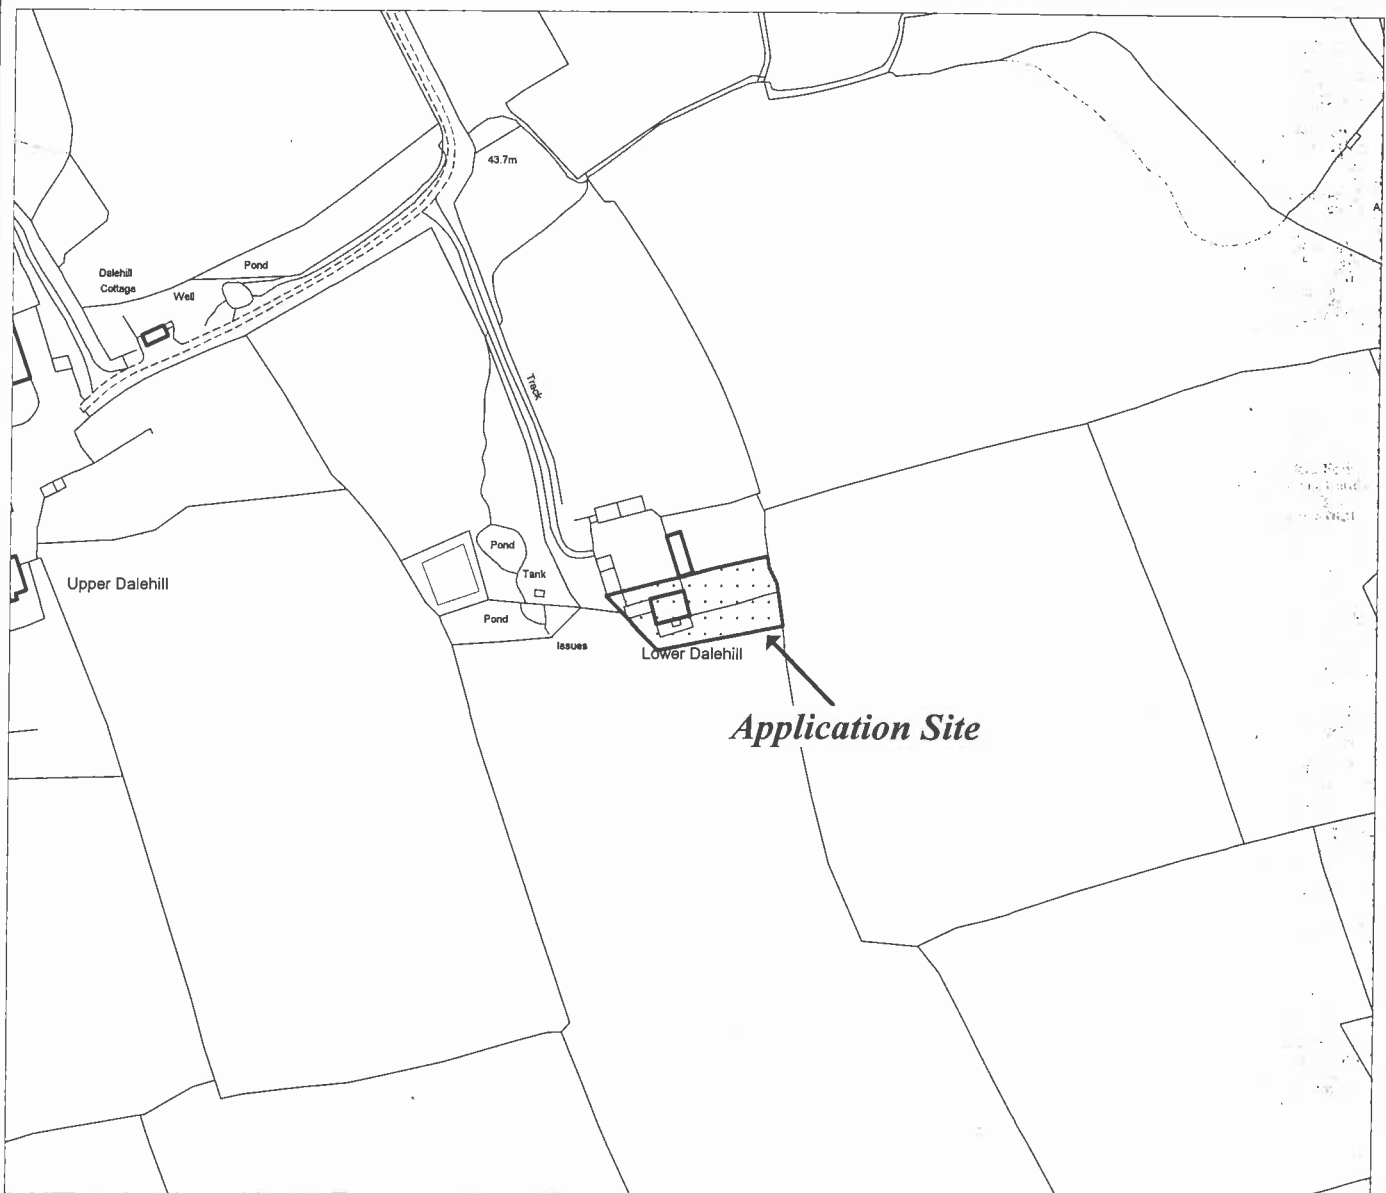 43.7m
A
Dalehill
Cottage
Pond
Well
Track
Pond
Tank
Upper Dalehill
Pond
Issues
Lower Dalehill
Application Site